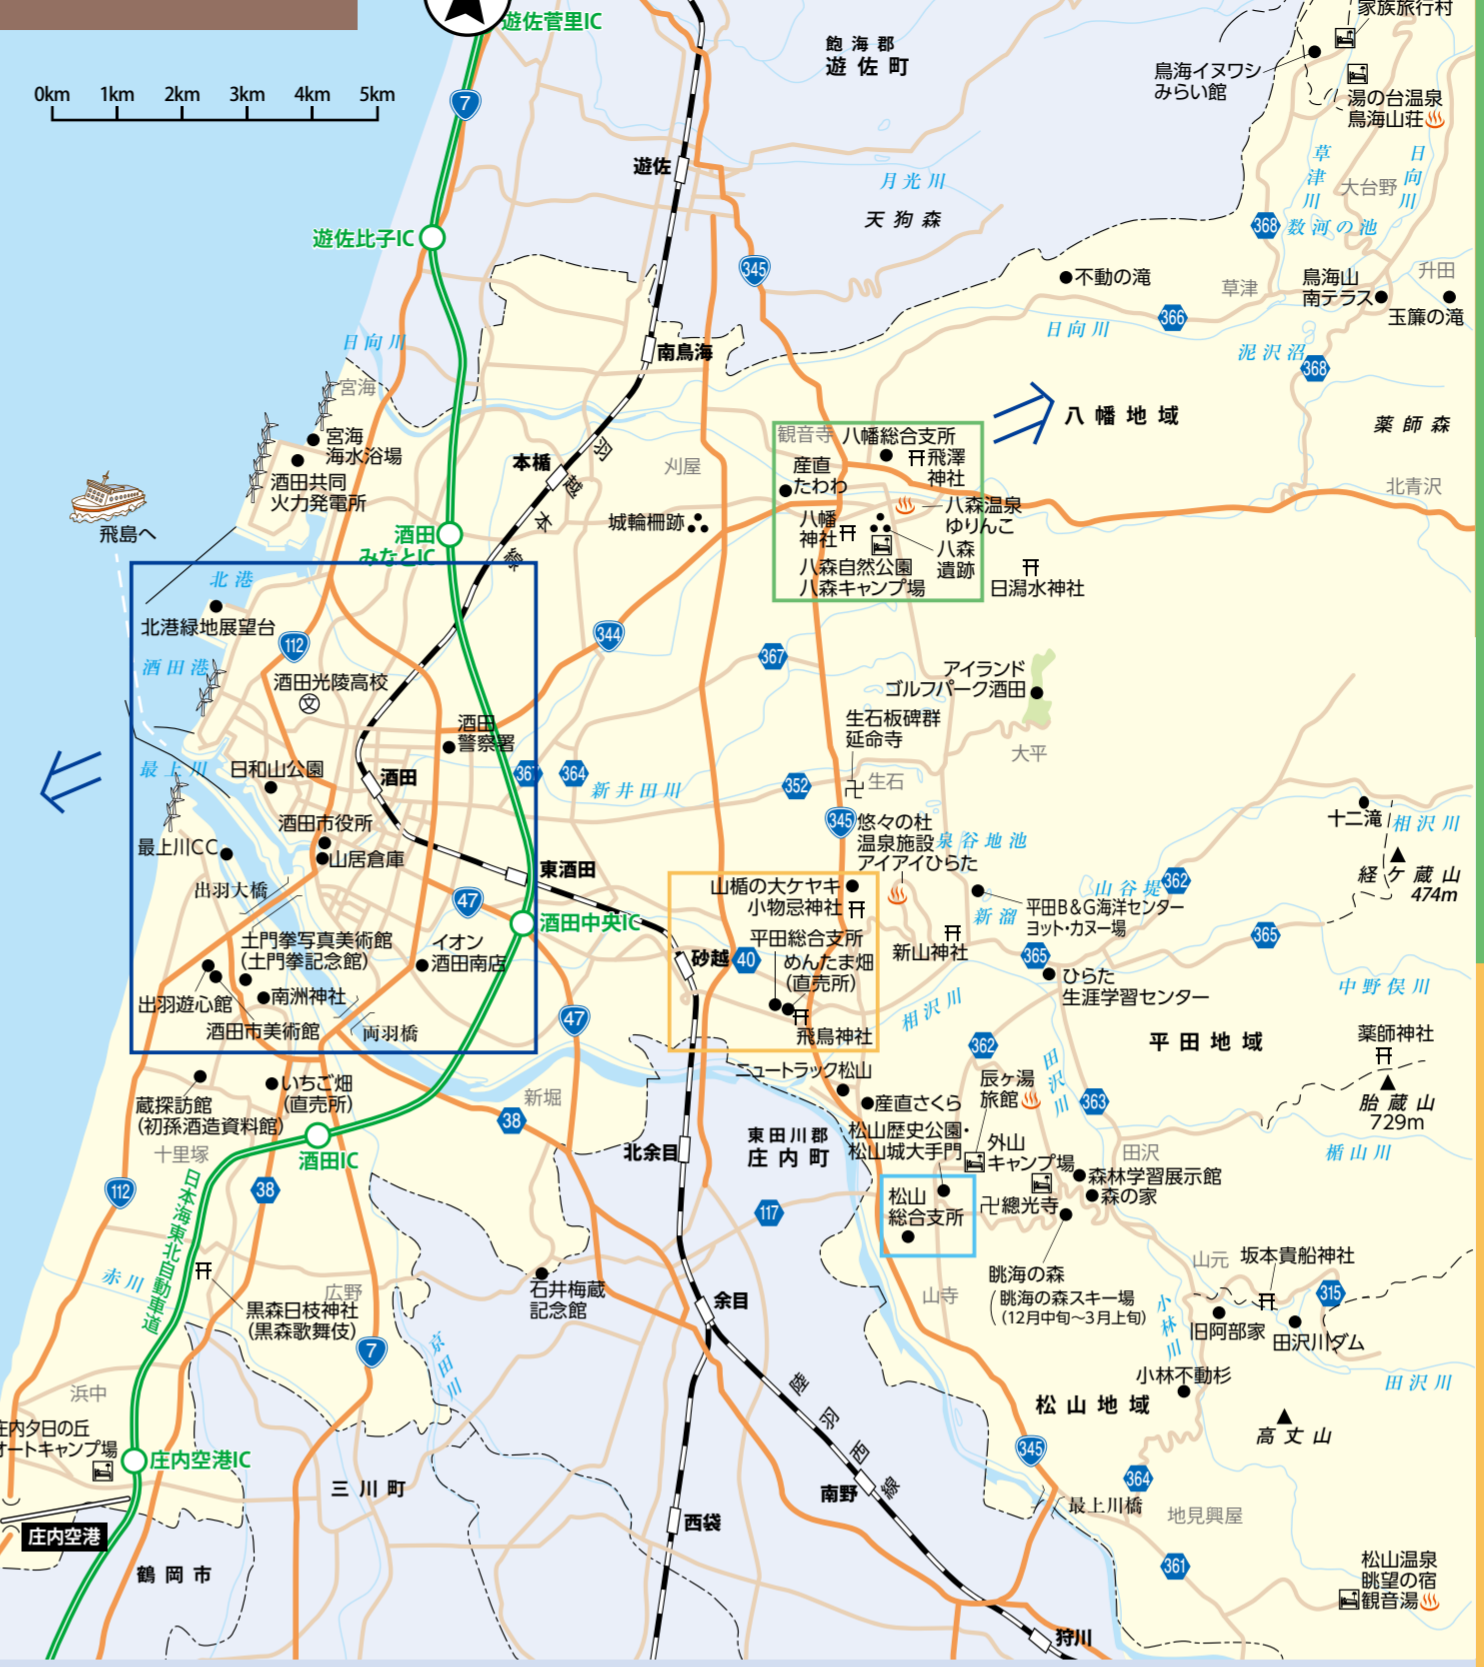 遊佐菅里IC
家族旅行村
0km 1km 2km 3km 4km 5km
飽海郡
遊佐町
鳥海イヌワシ
みらい館
湯の台温泉
鳥海山荘
7
遊佐
月光川
天狗森
草津川
日向川
大台野
368
数河の池
遊佐比子IC
345
不動の滝
草津
鳥海山
南テラス
升田
玉簾の滝
366
日向川
泥沢沼
368
日向川
南鳥海
宮海
宮海
海水浴場
酒田共同
火力発電所
飛島へ
本楯
羽越本線
刈屋
城輪柵跡
酒田
みなとIC
観音寺
八幡総合支所
飛澤
神社
産直
たわわ
八森温泉
ゆりんこ
八幡
神社
八森
遺跡
八森自然公園
八森キャンプ場
日潟水神社
八幡地域
薬師森
北青沢
北港
北港緑地展望台
酒田港
112
344
367
酒田光陵高校
文
酒田
警察署
アイランド
ゴルフパーク酒田
生石板碑群
延命寺
大平
生石
最上川
日和山公園
酒田
367
364
新井田川
352
345
悠々の杜
温泉施設
アイアイひらた
泉谷地池
十二滝
相沢川
経ケ蔵山
474m
酒田市役所
山居倉庫
最上川CC
出羽大橋
東酒田
47
酒田中央IC
山楯の大ケヤキ
小物忌神社
平田総合支所
めんたま畑
(直売所)
砂越
40
飛鳥神社
新溜
山谷堤
362
平田B&G海洋センター
ヨット・カヌー場
新山神社
365
365
ひらた
生涯学習センター
中野俣川
土門拳写真美術館
(土門拳記念館)
イオン
酒田南店
出羽遊心館
南洲神社
酒田市美術館
両羽橋
47
相沢川
平田地域
薬師神社
362
田沢川
胎蔵山
729m
ニュートラック松山
辰ヶ湯
旅館
363
蔵探訪館
(初孫酒造資料館)
いちご畑
(直売所)
新堀
38
産直さくら
松山歴史公園・
松山城大手門
外山
キャンプ場
田沢
楯山川
東田川郡
庄内町
北余目
十里塚
酒田IC
112
38
日本海東北自動車道
117
松山
総合支所
總光寺
森林学習展示館
森の家
眺海の森
眺海の森スキー場
(12月中旬〜3月上旬)
山元
坂本貴船神社
315
旧阿部家
田沢川ダム
小林川
赤川
黒森日枝神社
(黒森歌舞伎)
広野
石井梅蔵
記念館
余目
山寺
7
京田川
小林不動杉
田沢川
松山地域
高丈山
浜中
庄内夕日の丘
オートキャンプ場
庄内空港IC
陸羽西線
345
364
三川町
南野
最上川橋
地見興屋
庄内空港
西袋
鶴岡市
361
松山温泉
眺望の宿
観音湯
狩川